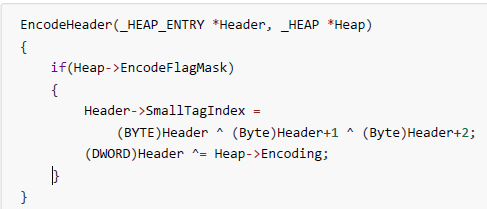 EncodeHeader(_HEAP_ENTRY *Header, _HEAP *Heap)
{
if(Heap->EncodeFlagMask)
{
Header->SmallTagIndex =
(BYTE)Header ^ (Byte)Header+1 ^ (Byte)Header+2;
(DWORD)Header ^= Heap->Encoding;
}
}